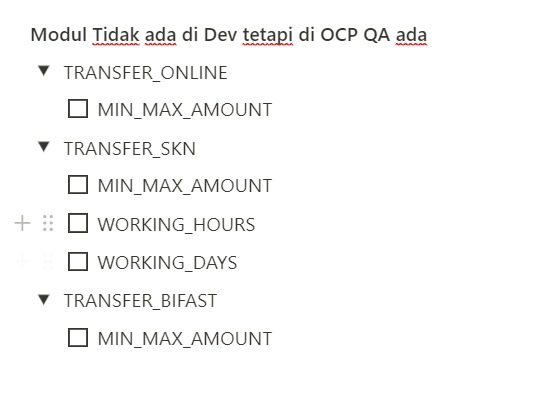 Modul Tidak ada di Dev tetapi di OCP QA ada
TRANSFER_ONLINE
MIN_MAX_AMOUNT
TRANSFER_SKN
MIN_MAX_AMOUNT
WORKING_HOURS
WORKING_DAYS
TRANSFER_BIFAST
MIN_MAX_AMOUNT